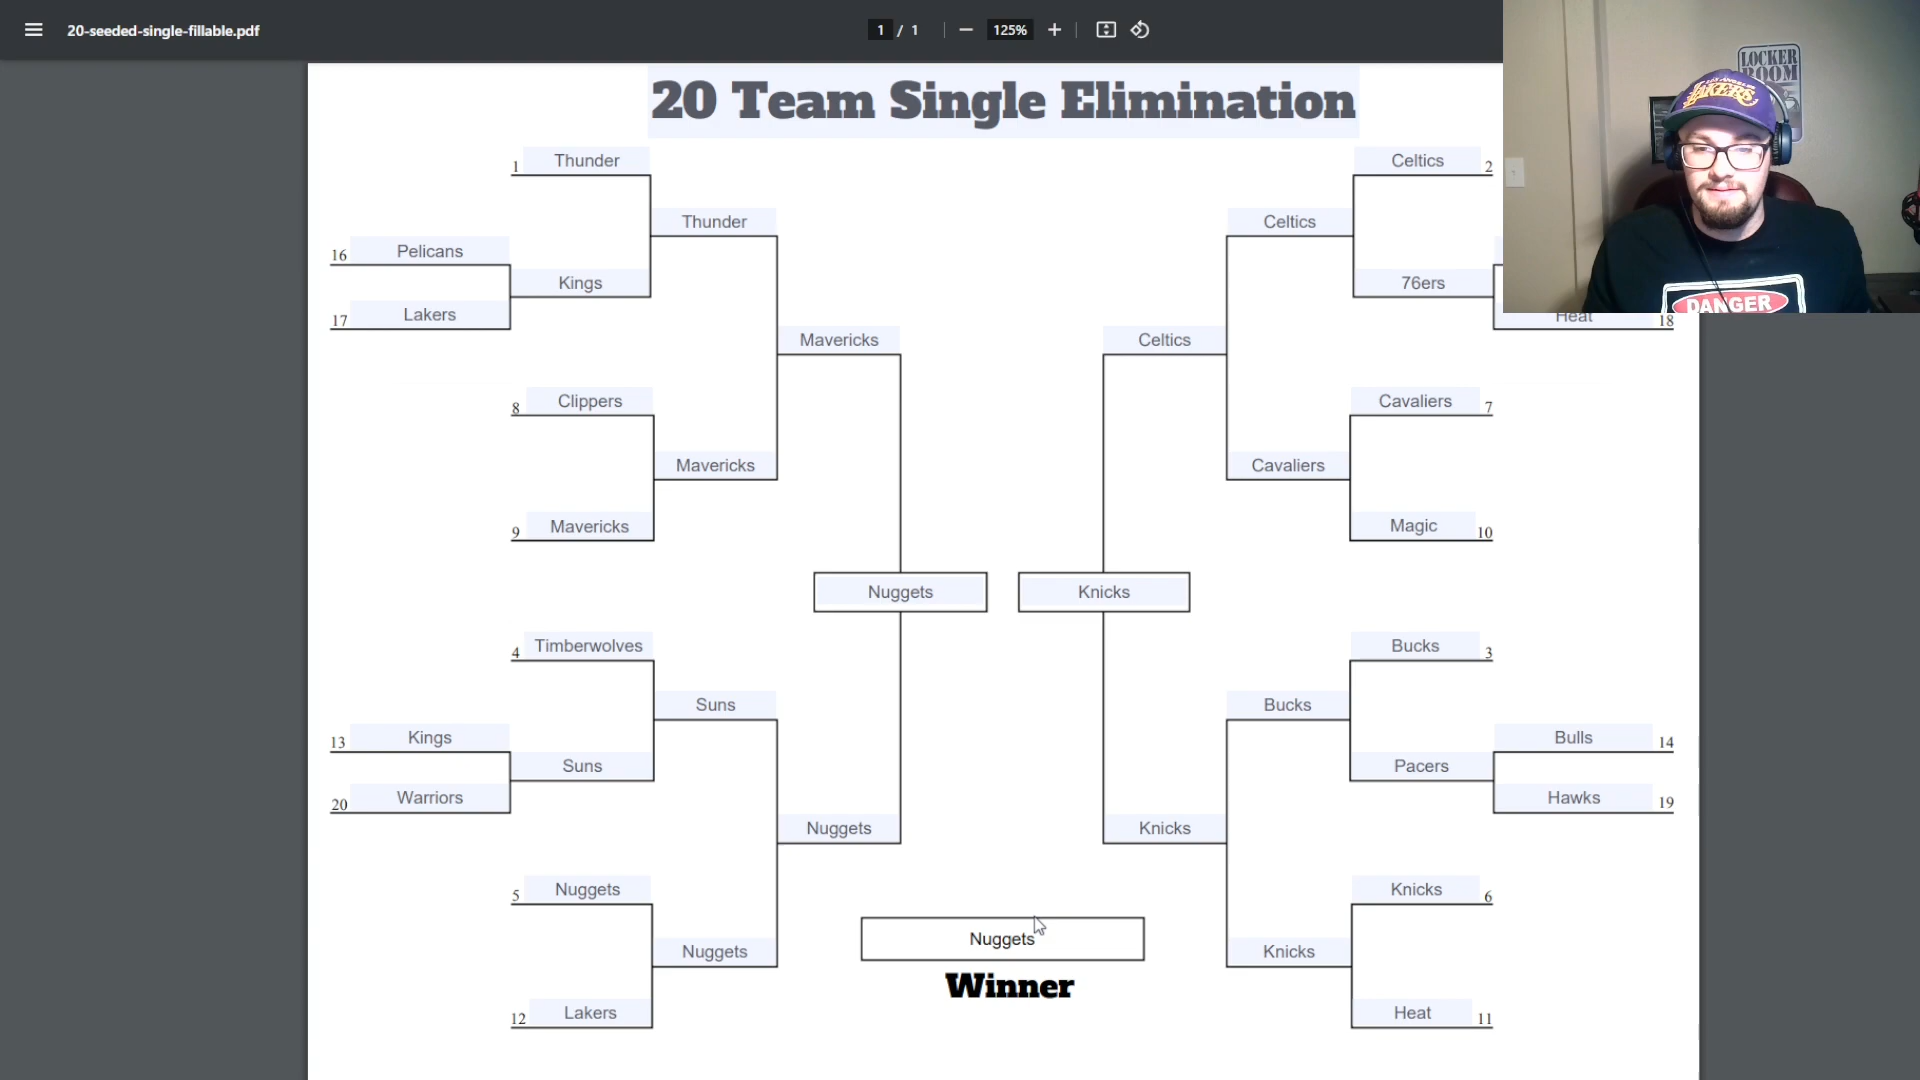 20-seeded-single-fillable.pdf
1 / 1
125%
LOCKER
ROOM
LOS ANGELES
LAKERS
DANGER
20 Team Single Elimination
1 Thunder
Celtics 2
Thunder
Celtics
16 Pelicans
Kings
76ers
17 Lakers
Heat 18
Mavericks
Celtics
8 Clippers
Cavaliers 7
Mavericks
Cavaliers
9 Mavericks
Magic 10
Nuggets
Knicks
4 Timberwolves
Bucks 3
Suns
Bucks
13 Kings
Bulls 14
Suns
Pacers
20 Warriors
Hawks 19
Nuggets
Knicks
5 Nuggets
Knicks 6
Nuggets
Winner
Nuggets
Knicks
12 Lakers
Heat 11